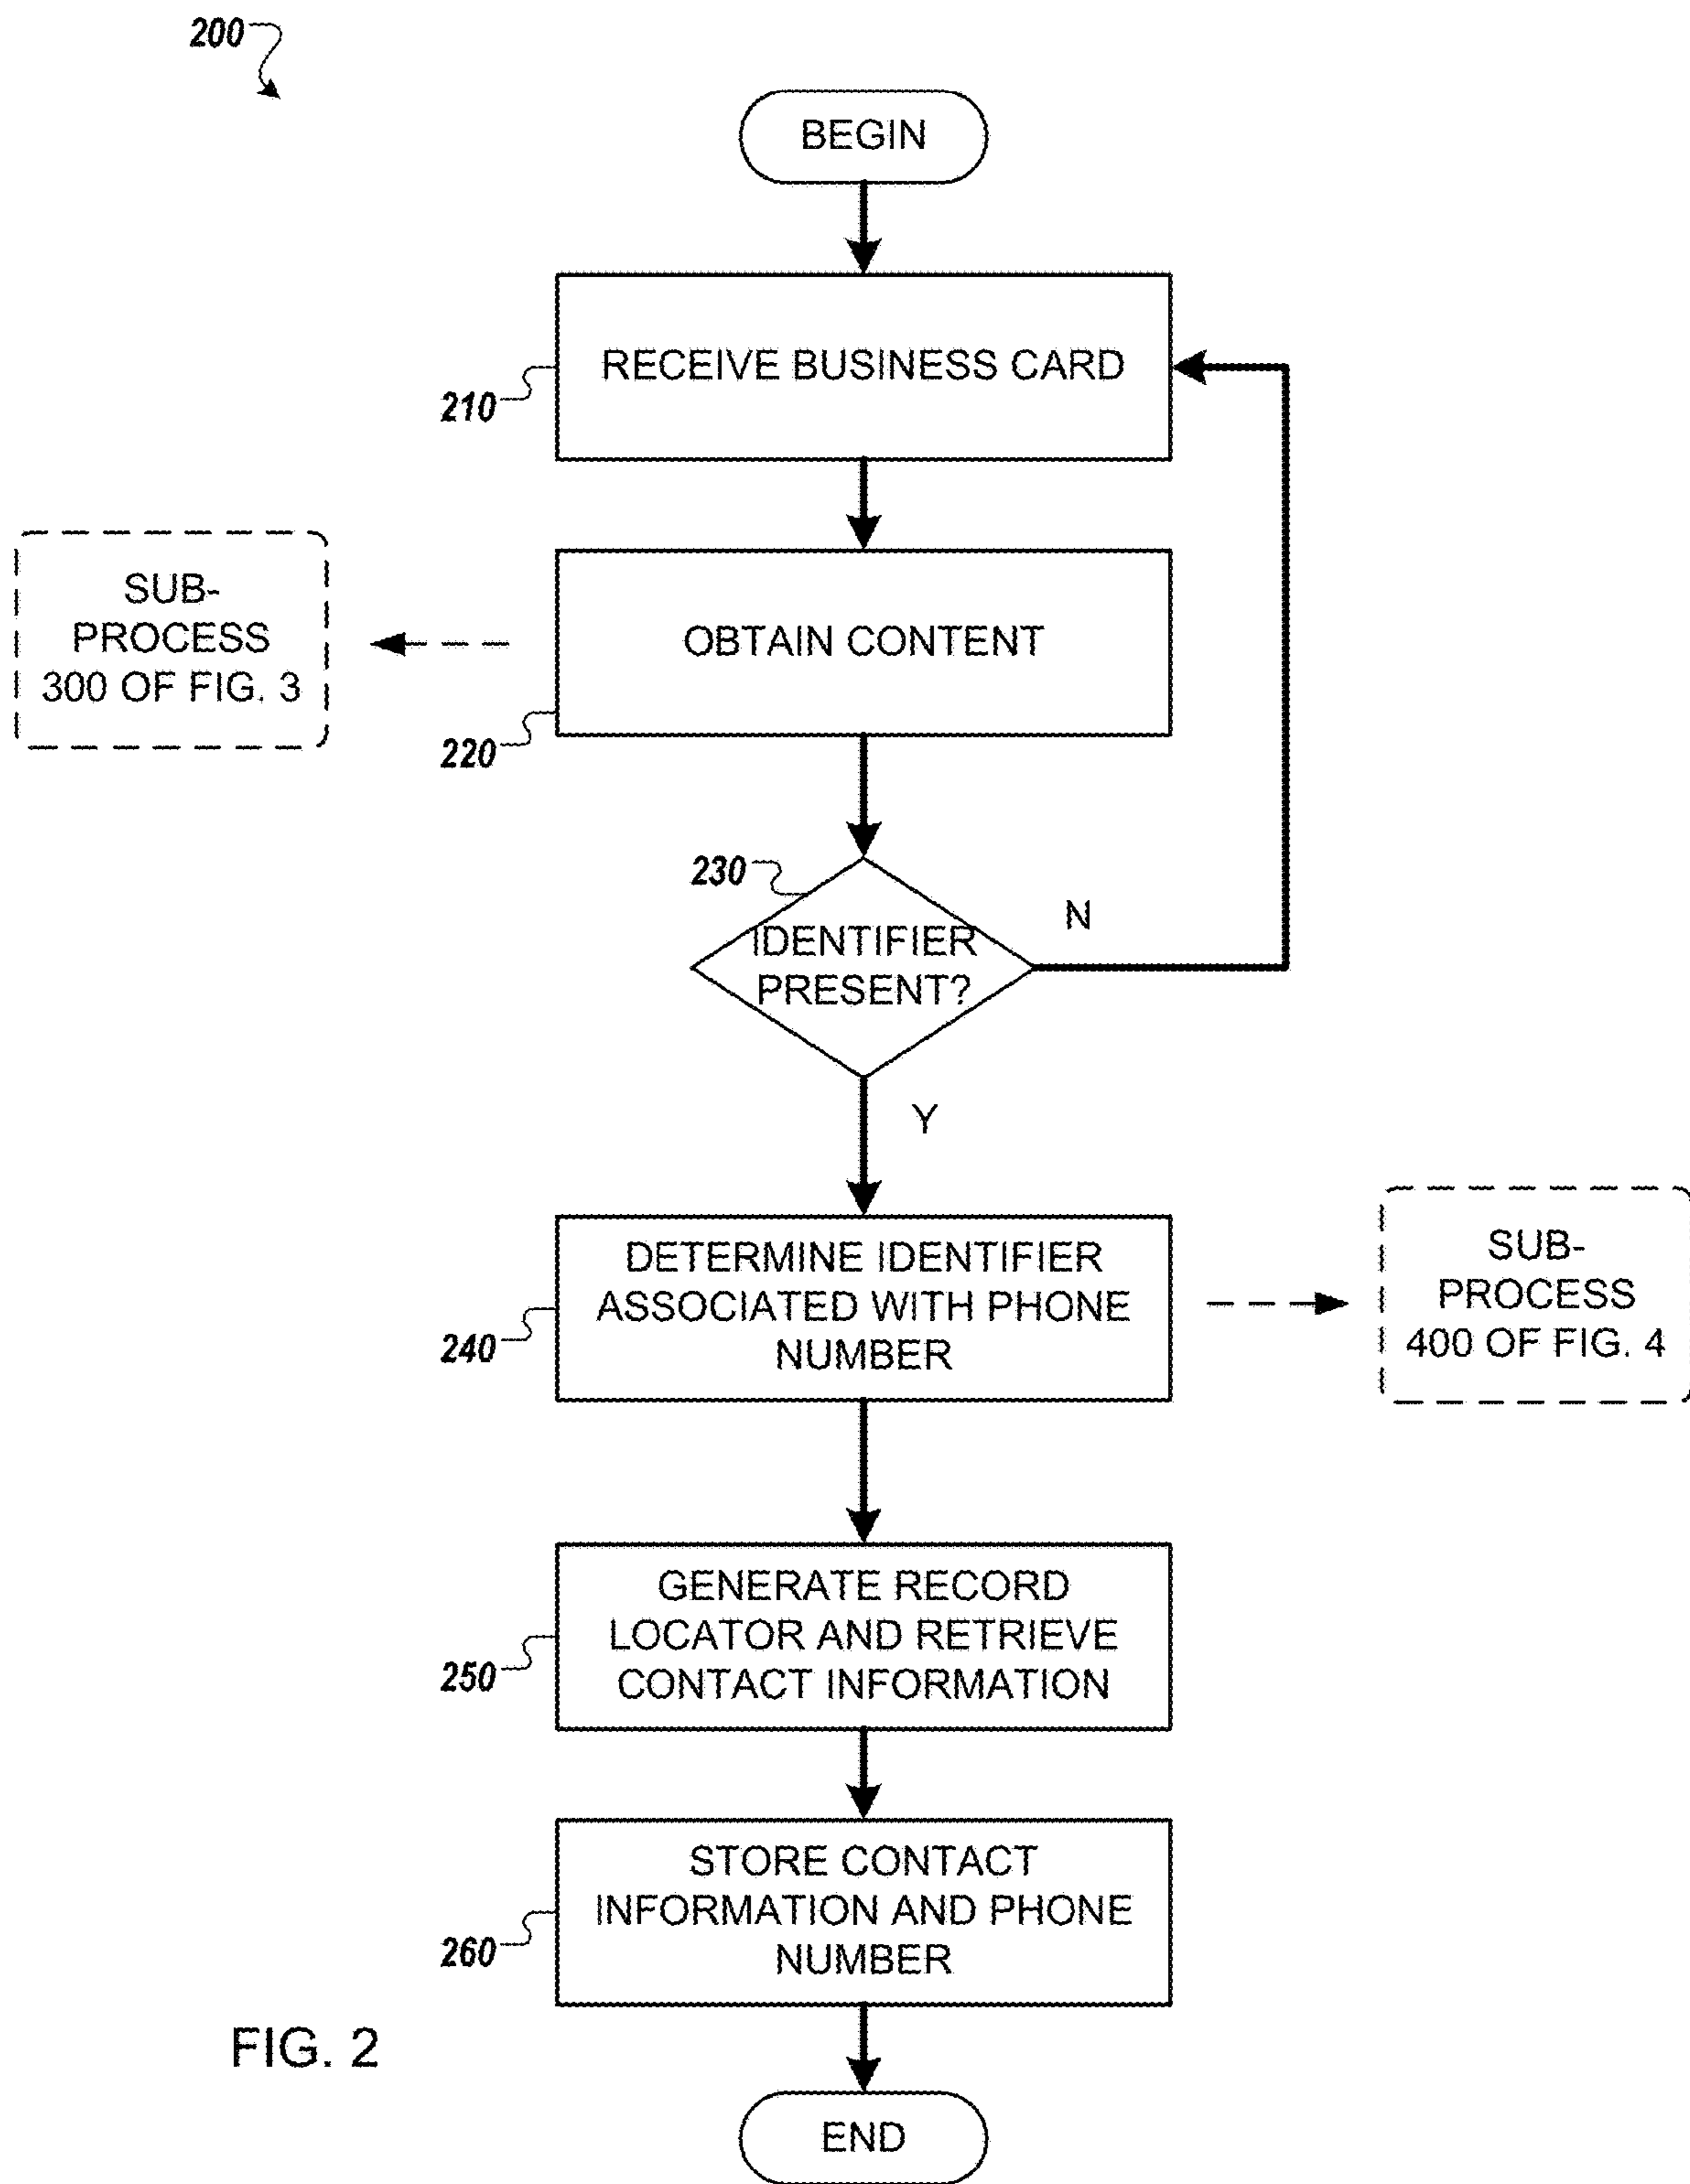 200
BEGIN
RECEIVE BUSINESS CARD
210
SUB-
PROCESS
300 OF FIG. 3
OBTAIN CONTENT
220
230
N
IDENTIFIER
PRESENT?
Y
DETERMINE IDENTIFIER
ASSOCIATED WITH PHONE
NUMBER
240
SUB-
PROCESS
400 OF FIG. 4
GENERATE RECORD
LOCATOR AND RETRIEVE
CONTACT INFORMATION
250
STORE CONTACT
INFORMATION AND PHONE
NUMBER
260
FIG. 2
END